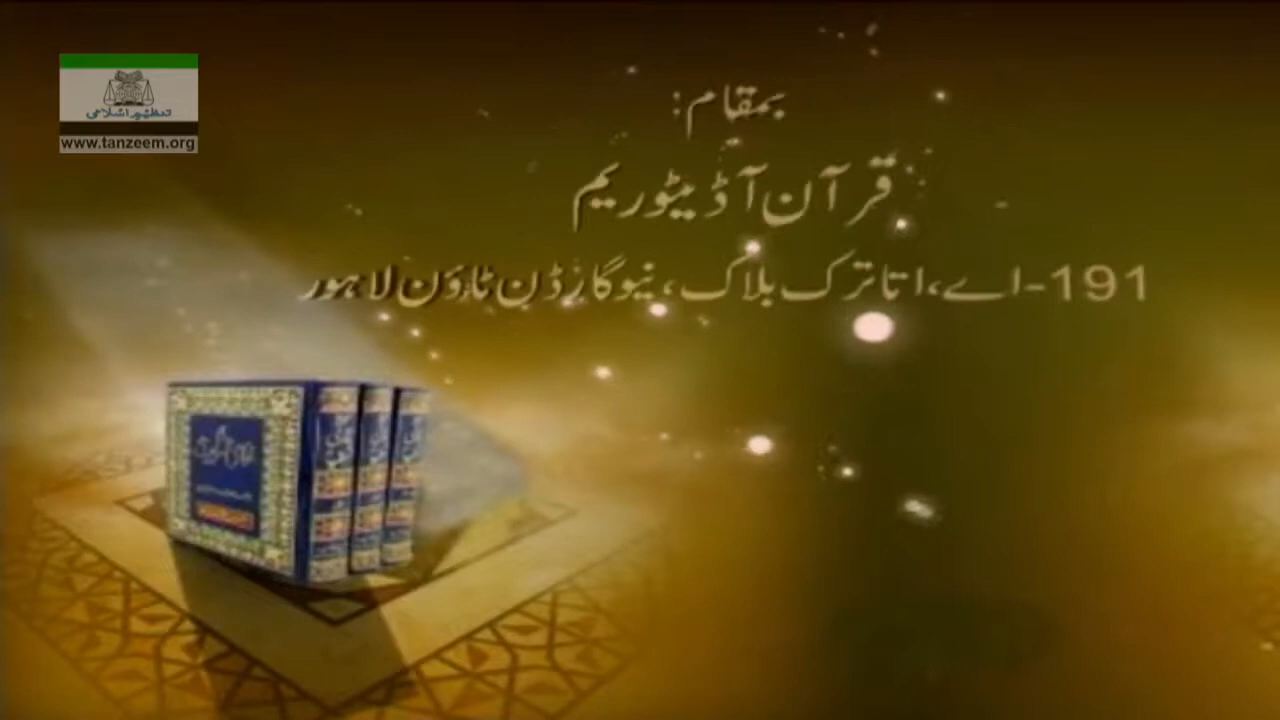 تنظیم اسلامی
www.tanzeem.org
بمقام:
قرآن آڈیٹوریم
191-اے، اتاترک بلاک، نیوگارڈن ٹاؤن لاہور